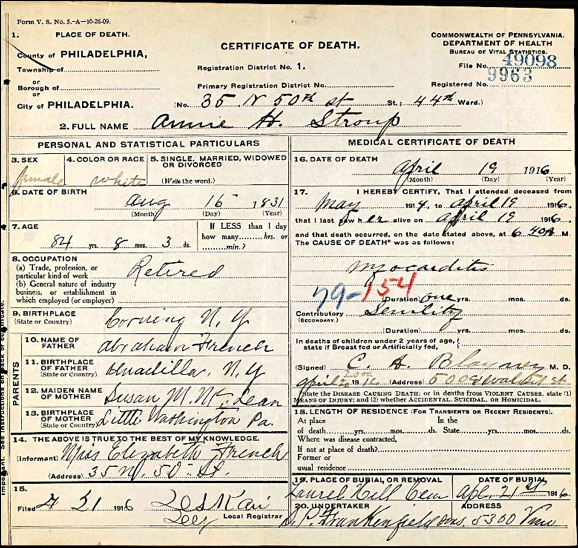 Form V. S. No. 5.-A-10-26-09.
1. PLACE OF DEATH.
County of PHILADELPHIA,
Township of
or
Borough of
or
City of PHILADELPHIA.
CERTIFICATE OF DEATH.
Registration District No. 1.
Primary Registration District No.
(No. 35 N 50th st St.; 44th Ward.)
COMMONWEALTH OF PENNSYLVANIA.
DEPARTMENT OF HEALTH
BUREAU OF VITAL STATISTICS.
File No. 49098
Registered No. 9963
2. FULL NAME Annie H. Stroup
PERSONAL AND STATISTICAL PARTICULARS
3. SEX
female
4. COLOR OR RACE
white
5. SINGLE, MARRIED, WIDOWED OR DIVORCED
(Write the word.)
6. DATE OF BIRTH
Aug 16 1831
(Month) (Day) (Year)
7. AGE
84 yrs. 8 mos. 3 ds.
If LESS than 1 day
how many hrs. or
min.?
8. OCCUPATION
(a) Trade, profession, or
particular kind of work
Retired
(b) General nature of industry
business, or establishment in
which employed (or employer)
9. BIRTHPLACE
(State or Country)
Corning N. Y.
PARENTS
10. NAME OF
FATHER
Abraham French
11. BIRTHPLACE
OF FATHER
(State or Country)
Unadilla, N. Y
12. MAIDEN NAME
OF MOTHER
Susan M. McLean
13. BIRTHPLACE
OF MOTHER
(State or Country)
Little Washington Pa.
14. THE ABOVE IS TRUE TO THE BEST OF MY KNOWLEDGE.
(Informant) Miss Elizabeth French
(Address) 35 N. 50th St.
15.
Filed 4 21 1916
Local Registrar
MEDICAL CERTIFICATE OF DEATH
16. DATE OF DEATH
April 19 1916
(Month) (Day) (Year)
17. I HEREBY CERTIFY, That I attended deceased from
May 1914, to April 19 1916,
that I last saw her alive on April 19 1916,
and that death occurred, on the date stated above, at 6.40 A M.
The CAUSE OF DEATH* was as follows:
Myocarditis
79-154
(Duration) one yrs. mos. ds.
Contributory Senility
(SECONDARY.)
(Duration) yrs. mos. ds.
In deaths of children under 2 years of age,
state if Breast fed or Artificially fed,
(Signed) C. A. Blayney M. D.
April 20th 1916 (Address) 5009 Walnut st.
*State the DISEASE CAUSING DEATH; or in deaths from VIOLENT CAUSES, state (1)
MEANS OF INJURY; and (2) whether ACCIDENTAL, SUICIDAL, or HOMICIDAL.
18. LENGTH OF RESIDENCE (FOR TRANSIENTS OR RECENT RESIDENTS).
At place In the
of death yrs. mos. ds. State yrs. mos. ds.
Where was disease contracted,
If not at place of death?
Former or
usual residence
19. PLACE OF BURIAL OR REMOVAL
Laurel Hill Cem
DATE OF BURIAL
Apl. 21st 1916
20. UNDERTAKER
Frankenfield Sons, 5300 Vine